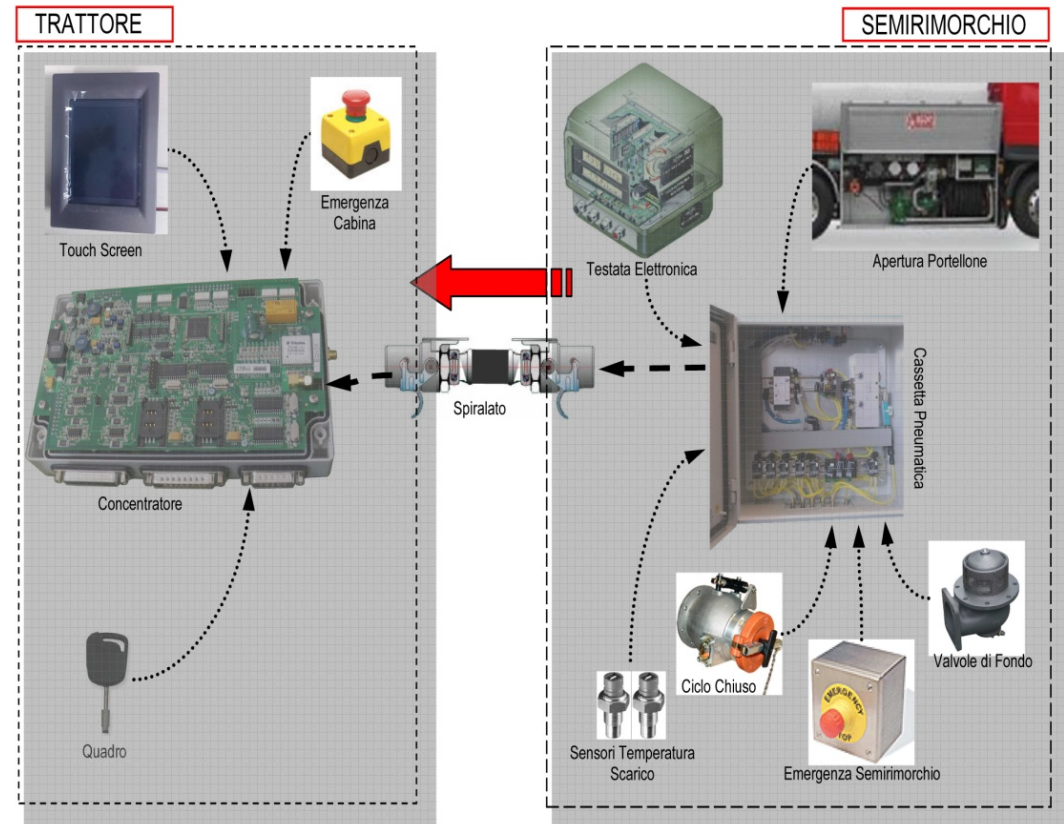 TRATTORE
SEMIRIMORCHIO
Touch Screen
Emergenza
Cabina
Testata Elettronica
Apertura Portellone
Cassetta Pneumatica
Spiralato
Concentratore
Quadro
Ciclo Chiuso
Valvole di Fondo
Sensori Temperatura
Scarico
EMERGENCY
STOP
Emergenza Semirimorchio